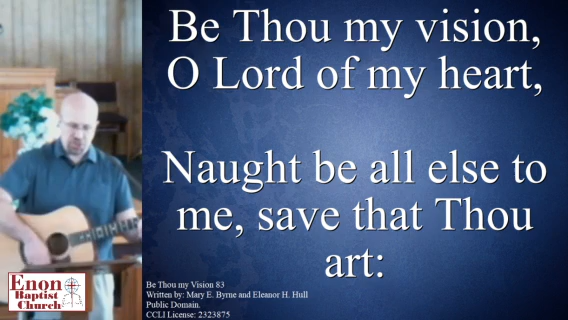 Be Thou my vision,
O Lord of my heart,
Naught be all else to
me, save that Thou
art:
Be Thou my Vision 83
Written by: Mary E. Byrne and Eleanor H. Hull
Public Domain.
CCLI License: 2323875
Enon
Baptist
Church